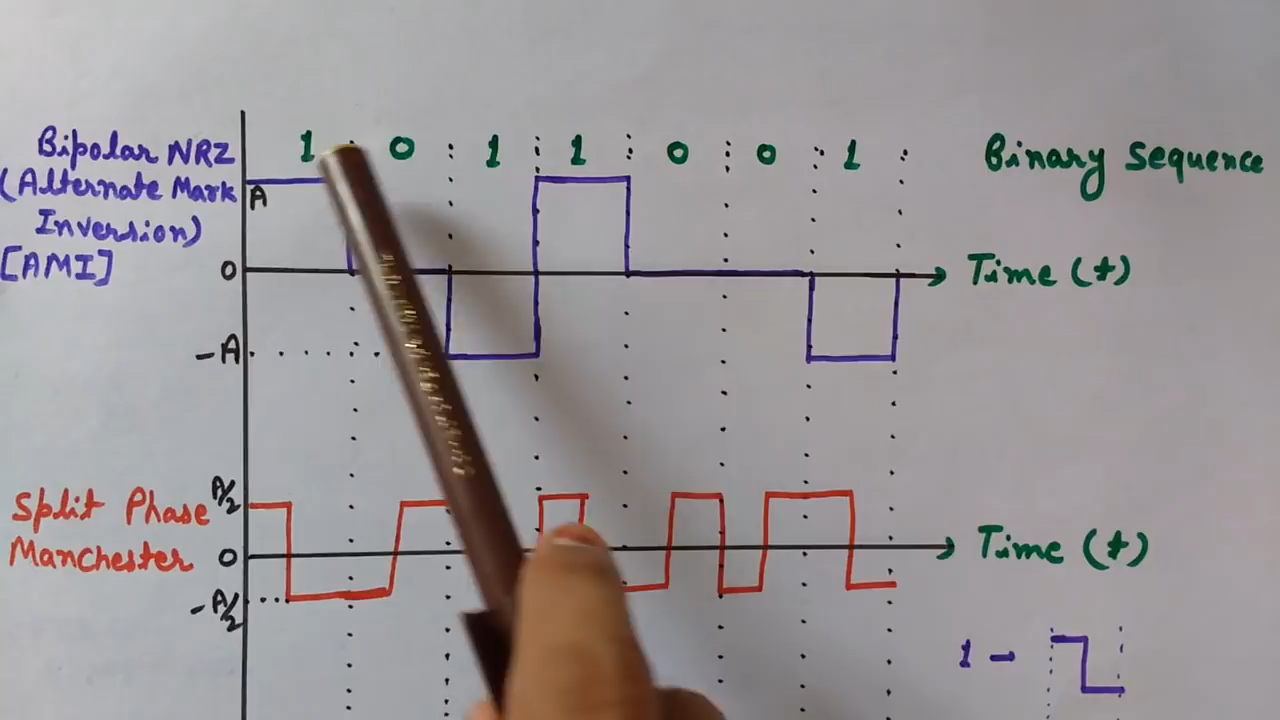 1 0 1 1 0 0 1 Binary Sequence
Bipolar NRZ
(Alternate Mark
Inversion)
[AMI]
A
0
Time (t)
-A
A/2
Split Phase
Manchester
0
Time (t)
-A/2
1 -